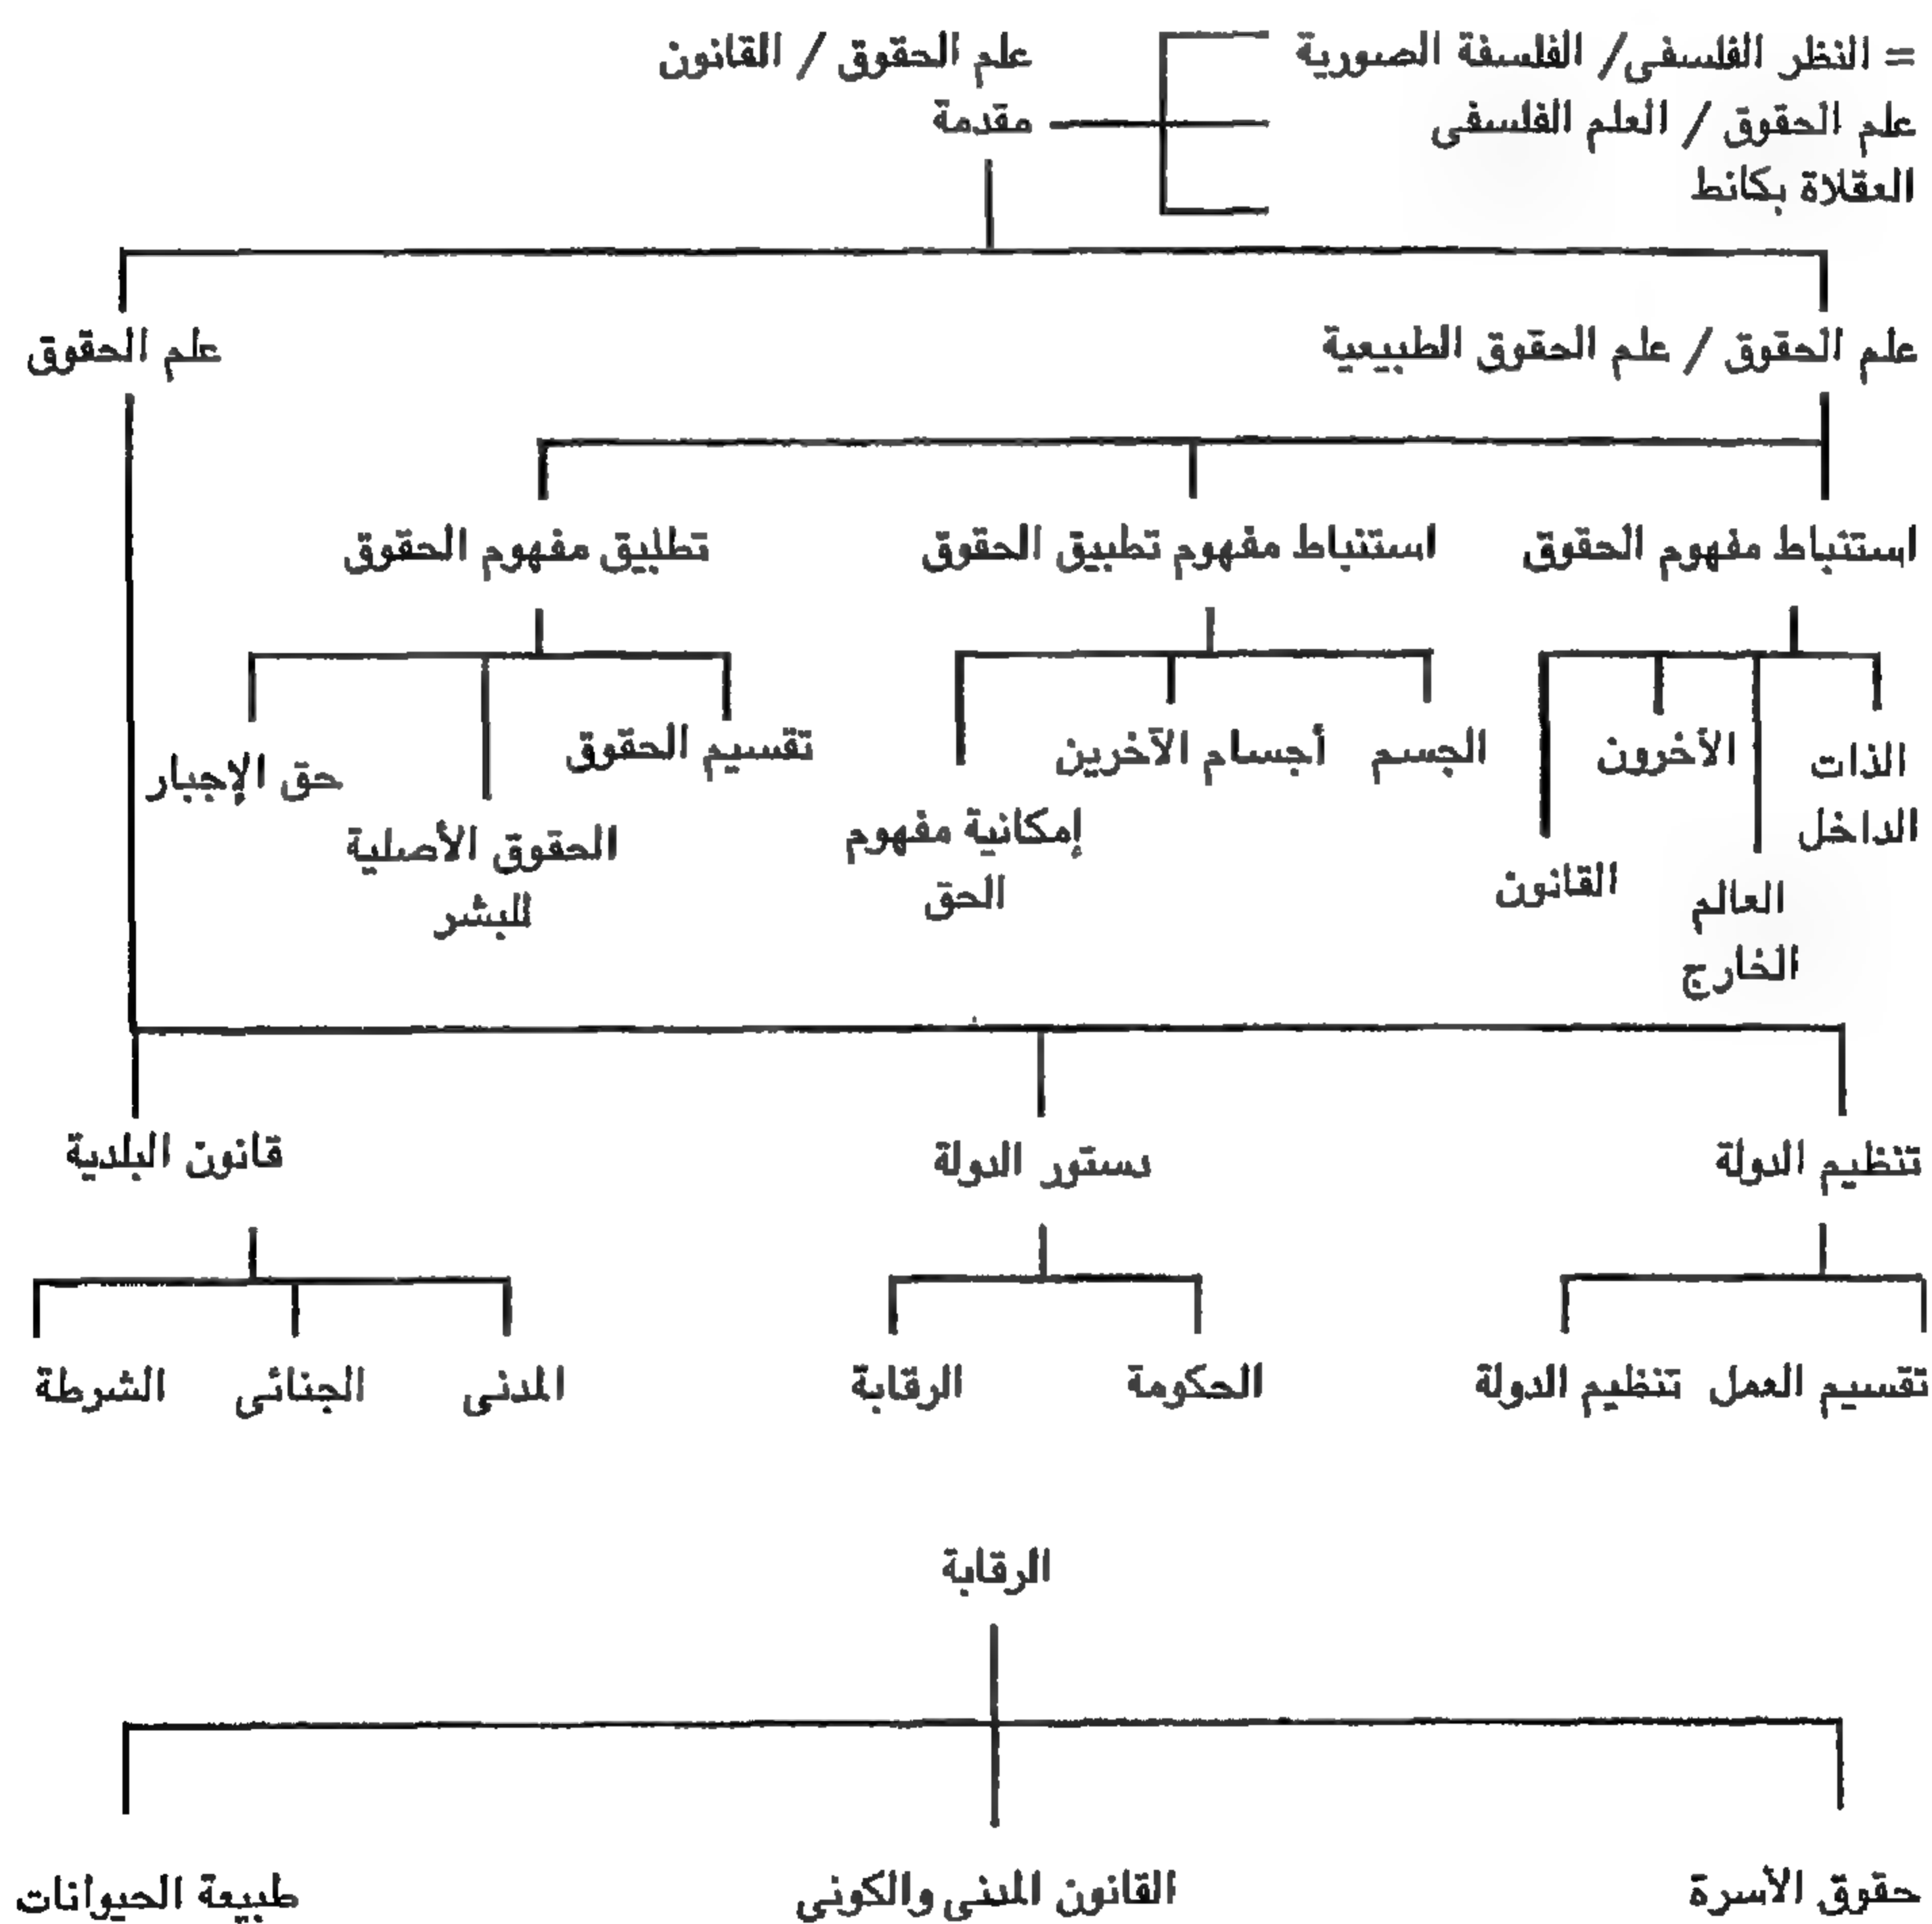 علم الحقوق / القانون
= النظر الفلسفى/ الفلسفة الصورية
مقدمة
علم الحقوق / العلم الفلسفى
العقلاة بكانط
علم الحقوق / علم الحقوق الطبيعية
علم الحقوق
استنباط مفهوم الحقوق
استنباط مفهوم تطبيق الحقوق
تطبيق مفهوم الحقوق
الذات
الداخل
العالم
الخارج
الآخرون
القانون
الجسم
أجسام الآخرين
إمكانية مفهوم
الحق
تقسيم الحقوق
الحقوق الأصلية
للبشر
حق الإجبار
تنظيم الدولة
دستور الدولة
قانون البلدية
تقسيم العمل
تنظيم الدولة
الحكومة
الرقابة
المدنى
الجنائى
الشرطة
الرقابة
حقوق الأسرة
القانون المدنى والكونى
طبيعة الحيوانات